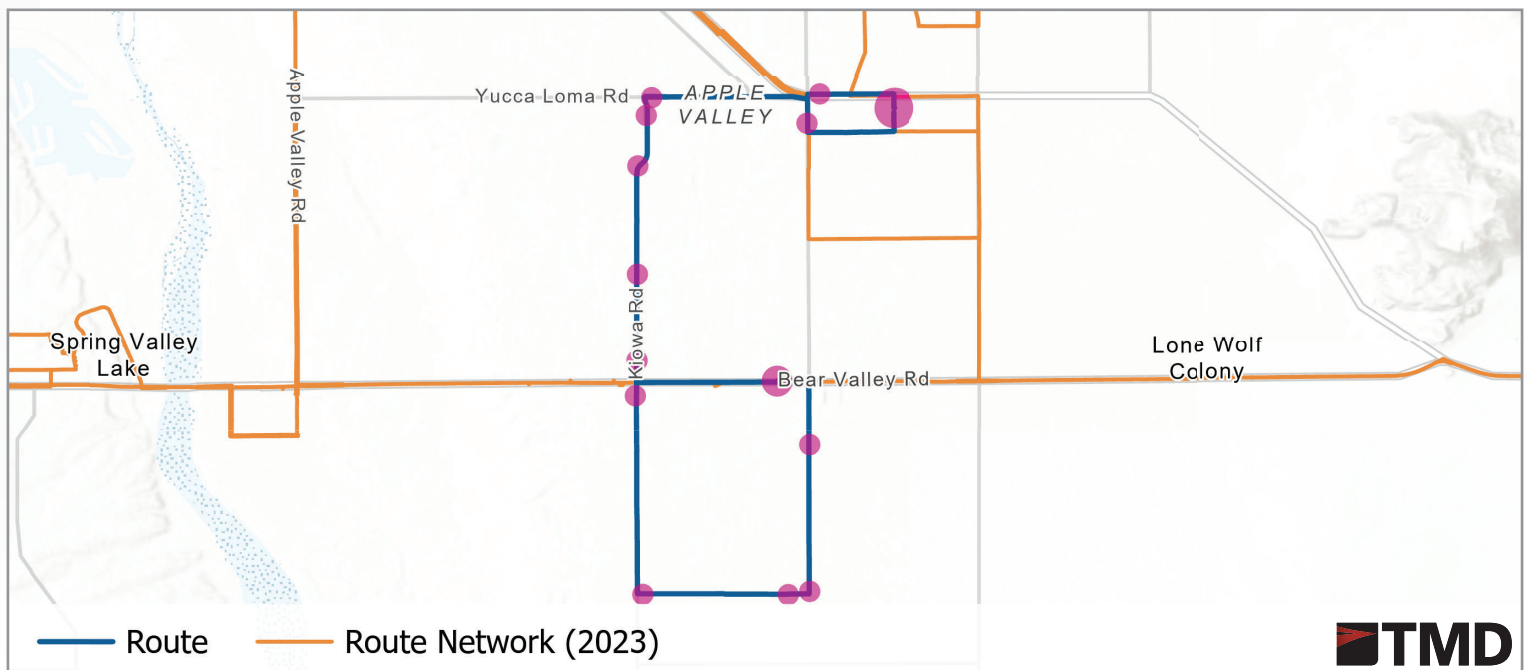 Apple Valley Rd
Yucca Loma Rd
APPLE
VALLEY
Kiowa Rd
Spring Valley
Lake
Bear Valley Rd
Lone Wolf
Colony
Route
Route Network (2023)
TMD